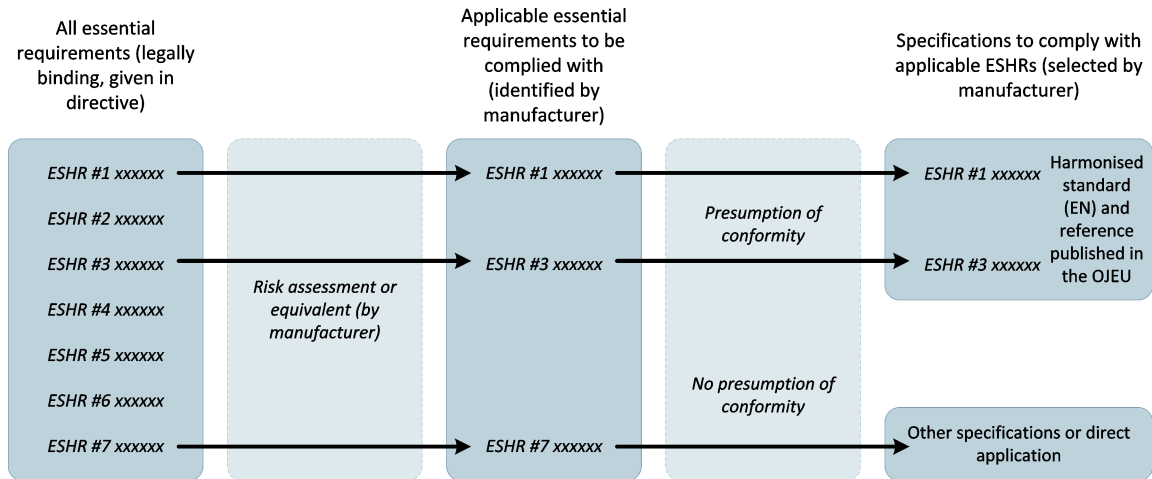 All essential
requirements (legally
binding, given in
directive)
Applicable essential
requirements to be
complied with
(identified by
manufacturer)
Specifications to comply with
applicable ESHRs (selected by
manufacturer)
ESHR #1 xxxxxx
ESHR #2 xxxxxx
ESHR #3 xxxxxx
ESHR #4 xxxxxx
ESHR #5 xxxxxx
ESHR #6 xxxxxx
ESHR #7 xxxxxx
Risk assessment or
equivalent (by
manufacturer)
ESHR #1 xxxxxx
ESHR #3 xxxxxx
ESHR #7 xxxxxx
Presumption of
conformity
No presumption of
conformity
ESHR #1 xxxxxx
ESHR #3 xxxxxx
Harmonised
standard
(EN) and
reference
published in
the OJEU
Other specifications or direct
application